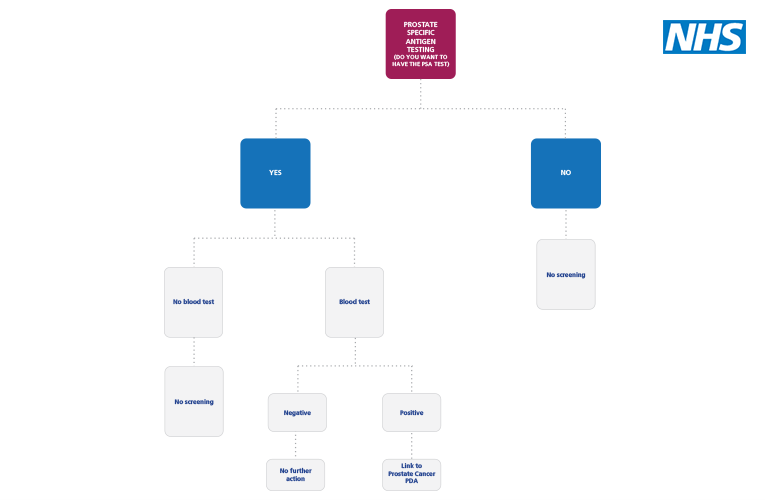 PROSTATE
SPECIFIC
ANTIGEN
TESTING
(DO YOU WANT TO
HAVE THE PSA TEST)
NHS
YES
NO
No blood test
Blood test
No screening
No screening
Negative
Positive
No further
action
Link to
Prostate Cancer
PDA